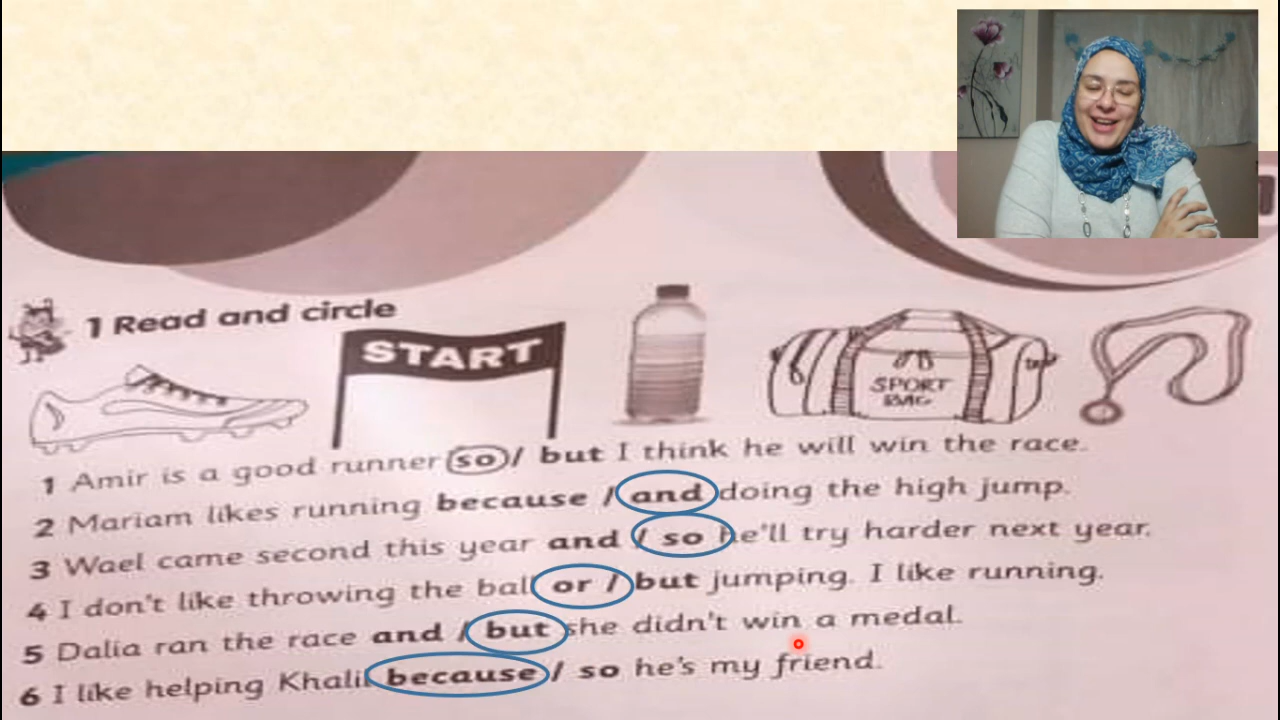 1 Read and circle
START
SPORT
BAG
1 Amir is a good runner so / but I think he will win the race.
2 Mariam likes running because / and doing the high jump.
3 Wael came second this year and / so he'll try harder next year.
4 I don't like throwing the ball or / but jumping. I like running.
5 Dalia ran the race and / but she didn't win a medal.
6 I like helping Khalil because / so he's my friend.